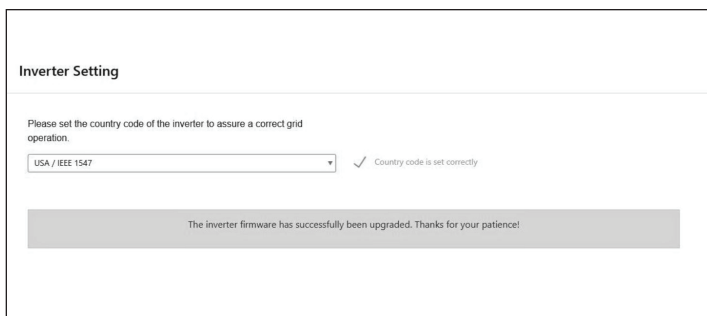 Inverter Setting
Please set the country code of the inverter to assure a correct grid
operation.
USA / IEEE 1547
Country code is set correctly
The inverter firmware has successfully been upgraded. Thanks for your patience!